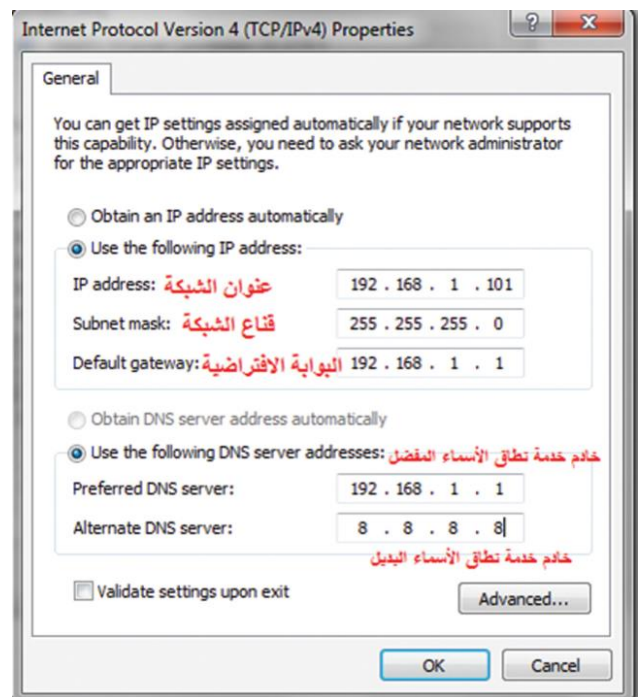 Internet Protocol Version 4 (TCP/IPv4) Properties
General
You can get IP settings assigned automatically if your network supports
this capability. Otherwise, you need to ask your network administrator
for the appropriate IP settings.
Obtain an IP address automatically
Use the following IP address:
IP address: عنوان الشبكة 192 . 168 . 1 . 101
Subnet mask: قناع الشبكة 255 . 255 . 255 . 0
Default gateway: البوابة الافتراضية 192 . 168 . 1 . 1
Obtain DNS server address automatically
Use the following DNS server addresses: خادم خدمة نطاق الأسماء المفضل
Preferred DNS server: 192 . 168 . 1 . 1
Alternate DNS server: 8 . 8 . 8 . 8
خادم خدمة نطاق الأسماء البديل
Validate settings upon exit
Advanced...
OK Cancel